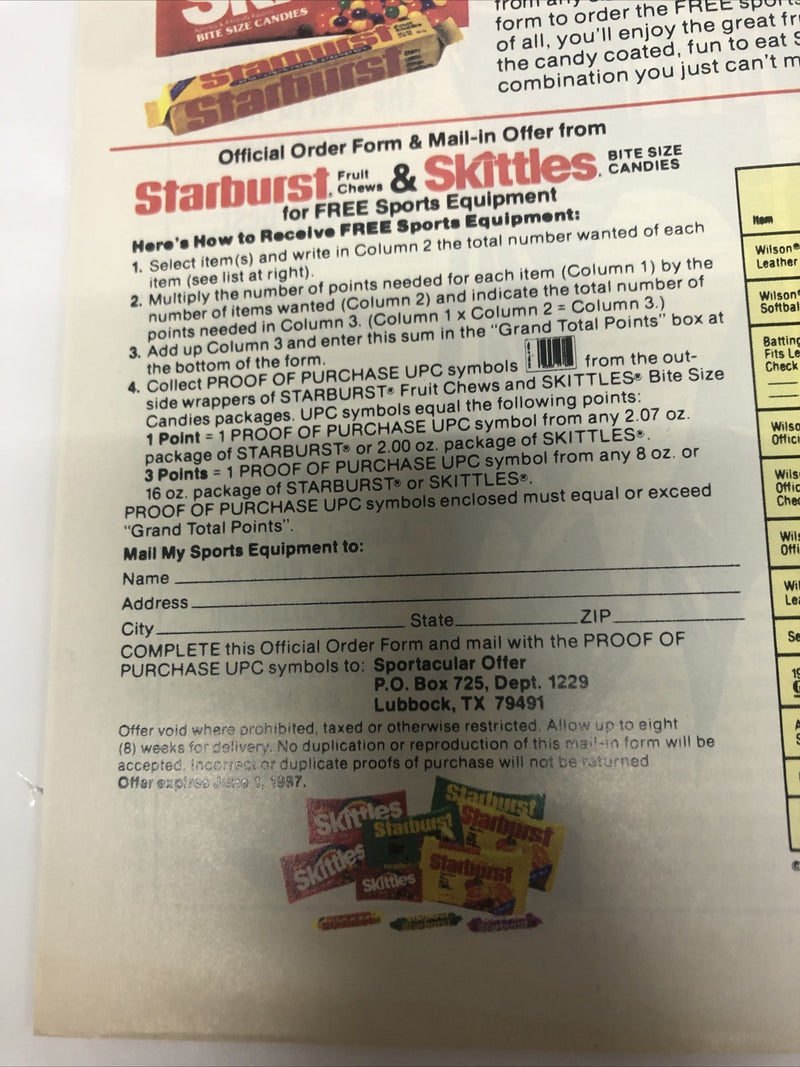 BITE SIZE CANDIES
Starburst
Starburst
form to order the FREE
of all, you'll enjoy the great
the candy coated, fun to eat
combination you just can't
Official Order Form & Mail-in Offer from
Starburst Fruit Chews & Skittles BITE SIZE CANDIES
for FREE Sports Equipment
Here's How to Receive FREE Sports Equipment:
1. Select item(s) and write in Column 2 the total number wanted of each
item (see list at right).
2. Multiply the number of points needed for each item (Column 1) by the
number of items wanted (Column 2) and indicate the total number of
points needed in Column 3. (Column 1 x Column 2 = Column 3.)
3. Add up Column 3 and enter this sum in the "Grand Total Points" box at
the bottom of the form.
4. Collect PROOF OF PURCHASE UPC symbols from the out-
side wrappers of STARBURST® Fruit Chews and SKITTLES® Bite Size
Candies packages. UPC symbols equal the following points:
1 Point = 1 PROOF OF PURCHASE UPC symbol from any 2.07 oz.
package of STARBURST® or 2.00 oz. package of SKITTLES®.
3 Points = 1 PROOF OF PURCHASE UPC symbol from any 8 oz. or
16 oz. package of STARBURST® or SKITTLES®.
PROOF OF PURCHASE UPC symbols enclosed must equal or exceed
"Grand Total Points".
Mail My Sports Equipment to:
Name
Address
City State ZIP
COMPLETE this Official Order Form and mail with the PROOF OF
PURCHASE UPC symbols to: Sportacular Offer
P.O. Box 725, Dept. 1229
Lubbock, TX 79491
Offer void where prohibited, taxed or otherwise restricted. Allow up to eight
(8) weeks for delivery. No duplication or reproduction of this mail-in form will be
accepted. Incorrect or duplicate proofs of purchase will not be returned
Offer expires June 1, 1987.
Skittles
Starburst
Starburst
Starburst
Skittles
Starburst
Skittles
Item
Wilson®
Leather
Wilson®
Batting
Check